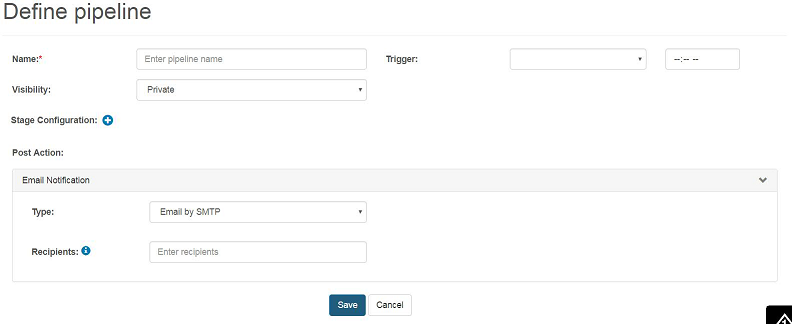 Define pipeline
Name:* Enter pipeline name Trigger: --:-- --
Visibility: Private
Stage Configuration:
Post Action:
Email Notification
Type: Email by SMTP
Recipients: Enter recipients
Save Cancel